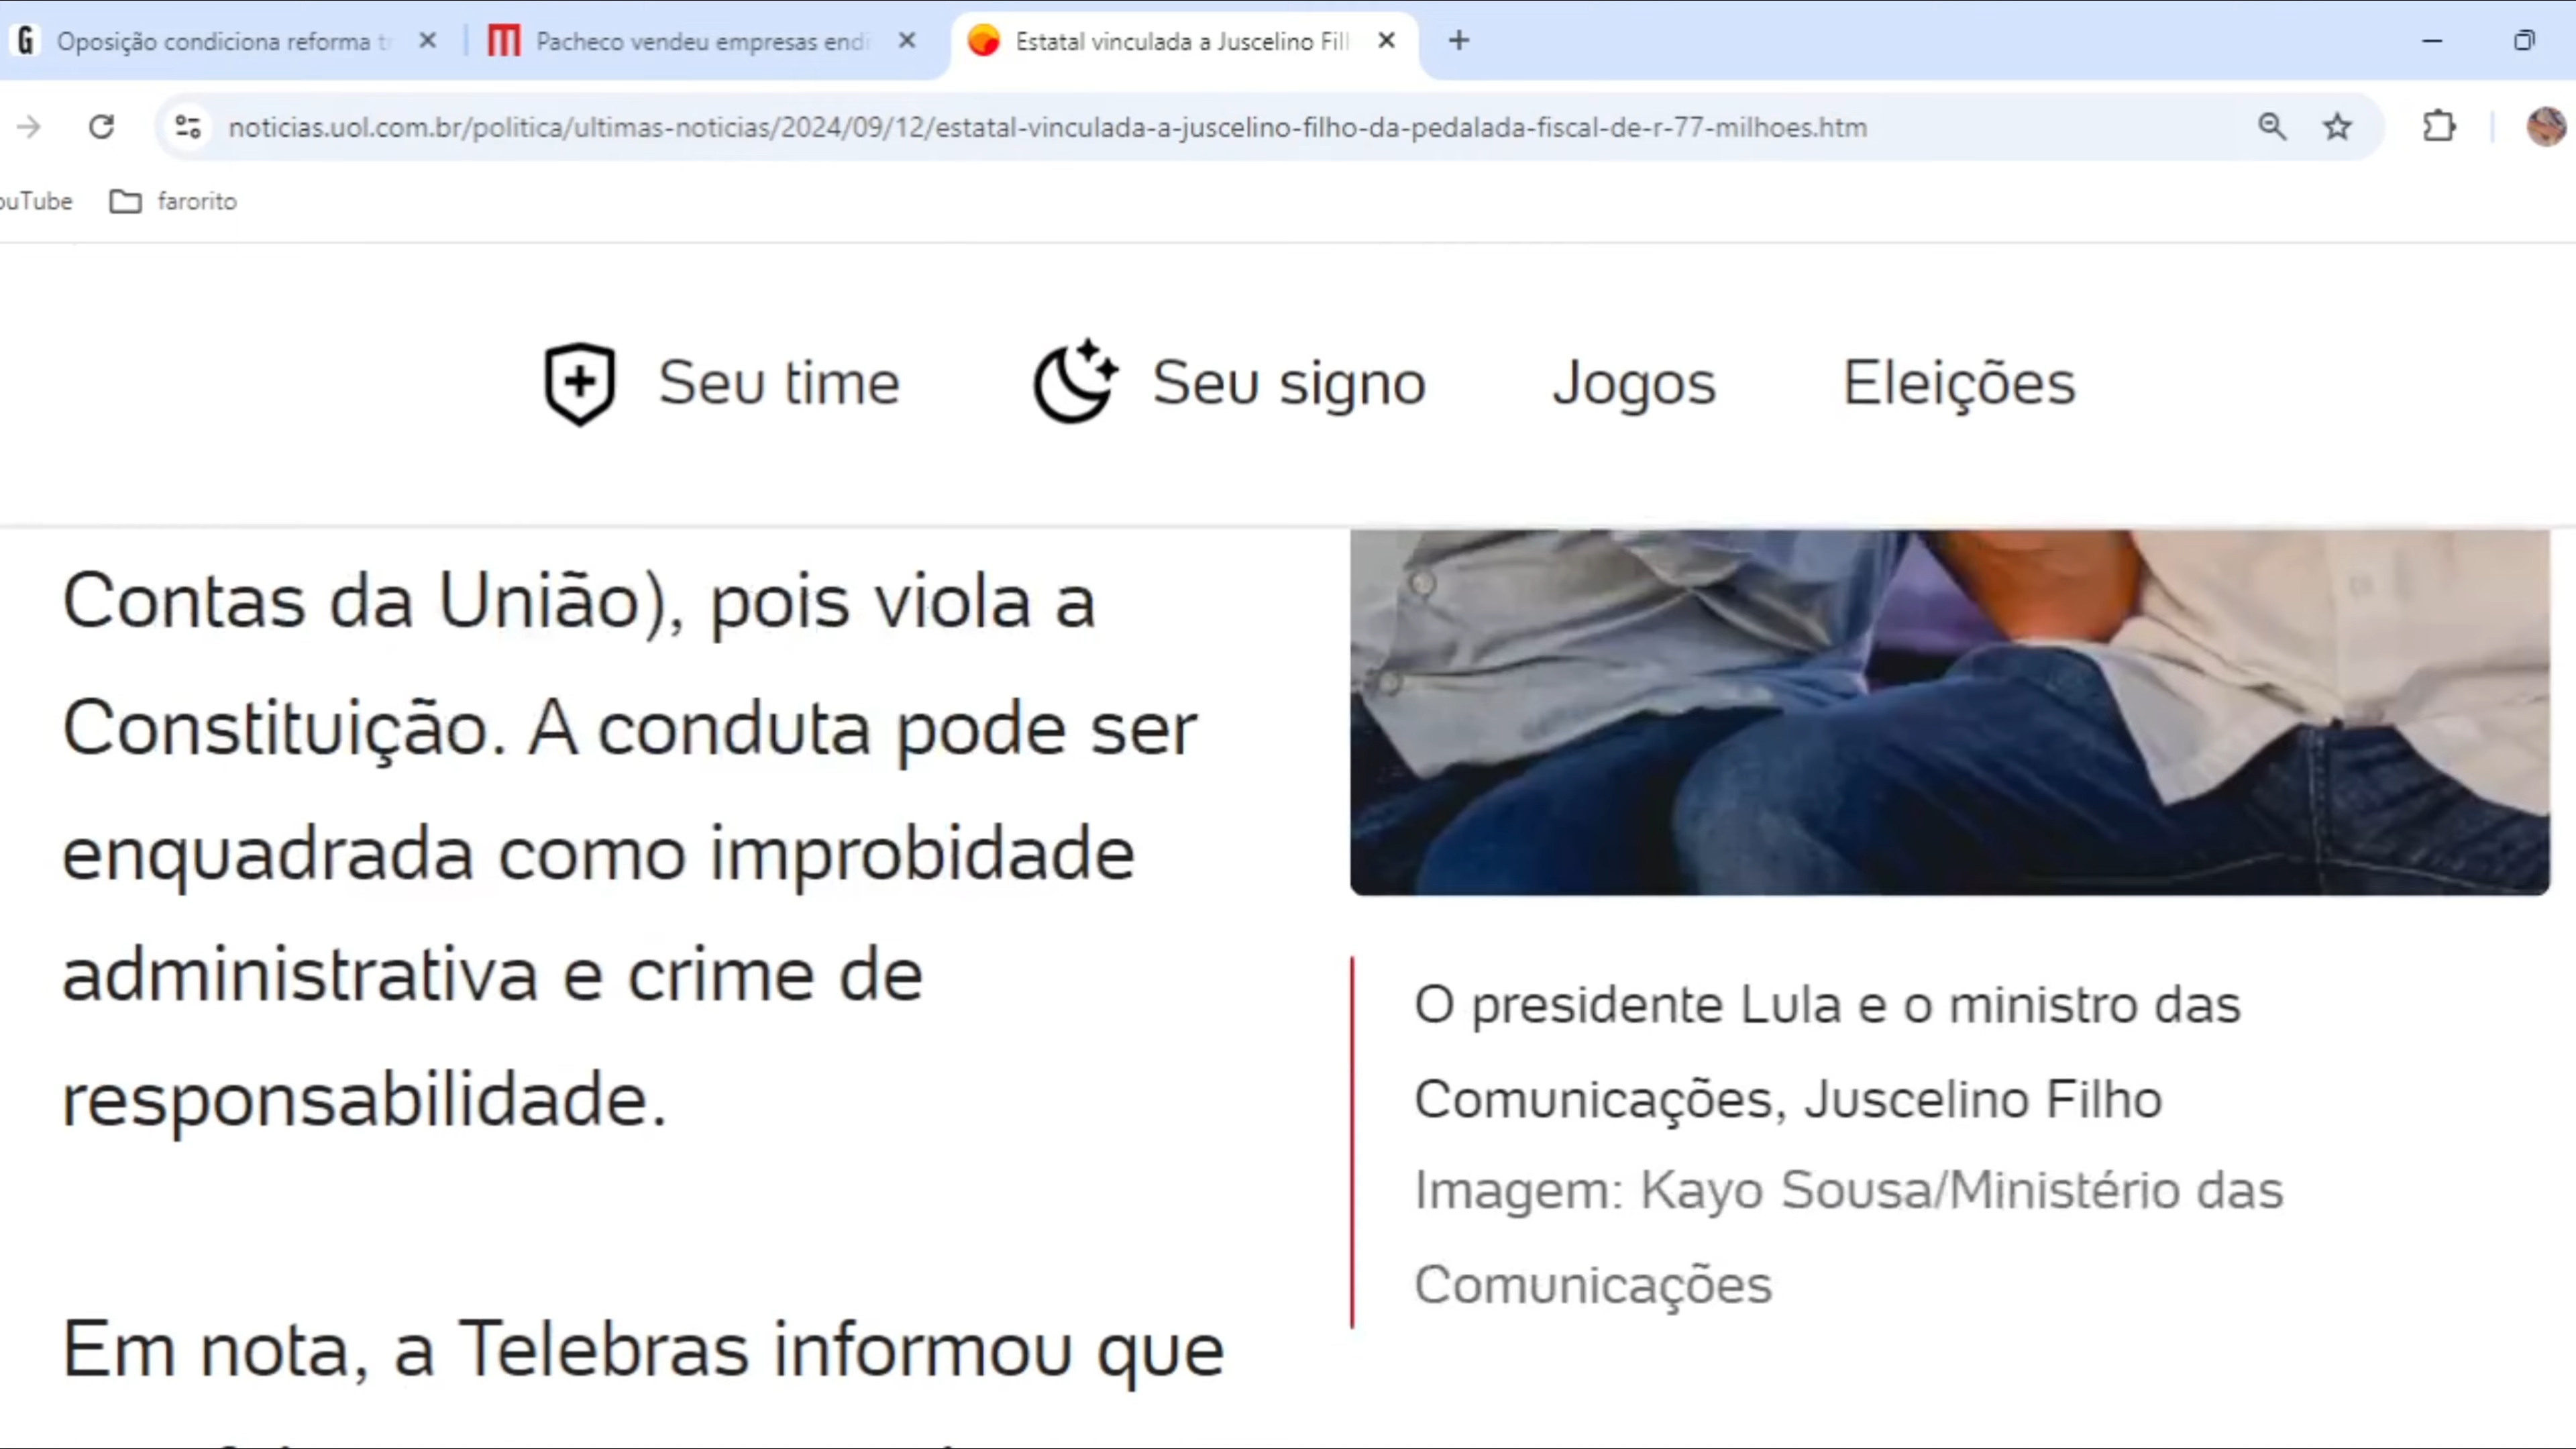 Oposição condiciona reforma
Pacheco vendeu empresas
Estatal vinculada a Juscelino
noticias.uol.com.br/politica/ultimas-noticias/2024/09/12/estatal-vinculada-a-juscelino-filho-da-pedalada-fiscal-de-r-77-milhoes.htm
ouTube
farorito
Seu time
Seu signo
Jogos
Eleições
Contas da União), pois viola a
Constituição. A conduta pode ser
enquadrada como improbidade
administrativa e crime de
responsabilidade.
Em nota, a Telebras informou que
O presidente Lula e o ministro das
Comunicações, Juscelino Filho
Imagem: Kayo Sousa/Ministério das
Comunicações